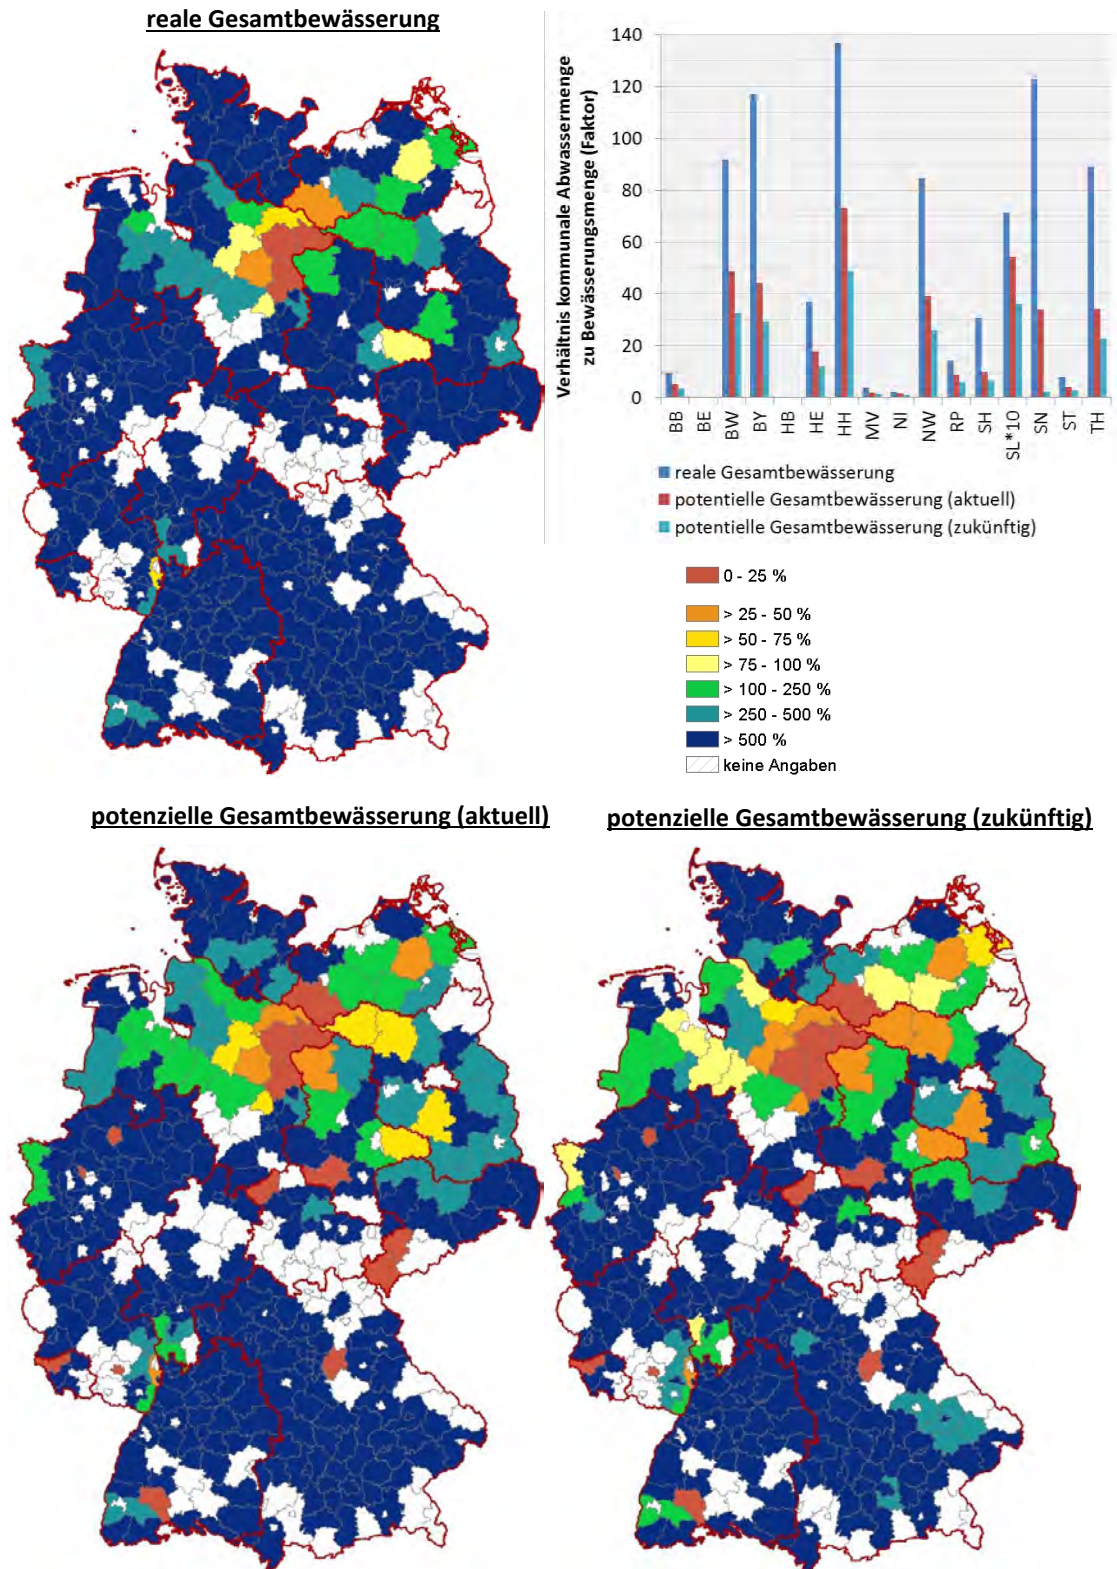 reale Gesamtbewässerung
Verhältnis kommunale Abwassermenge
zu Bewässerungsmenge (Faktor)
140
120
100
80
60
40
20
0
BB
BE
BW
BY
HB
HE
HH
MV
NI
NW
RP
SH
SL*10
SN
ST
TH
reale Gesamtbewässerung
potentielle Gesamtbewässerung (aktuell)
potentielle Gesamtbewässerung (zukünftig)
0 - 25 %
> 25 - 50 %
> 50 - 75 %
> 75 - 100 %
> 100 - 250 %
> 250 - 500 %
> 500 %
keine Angaben
potenzielle Gesamtbewässerung (aktuell)
potenzielle Gesamtbewässerung (zukünftig)